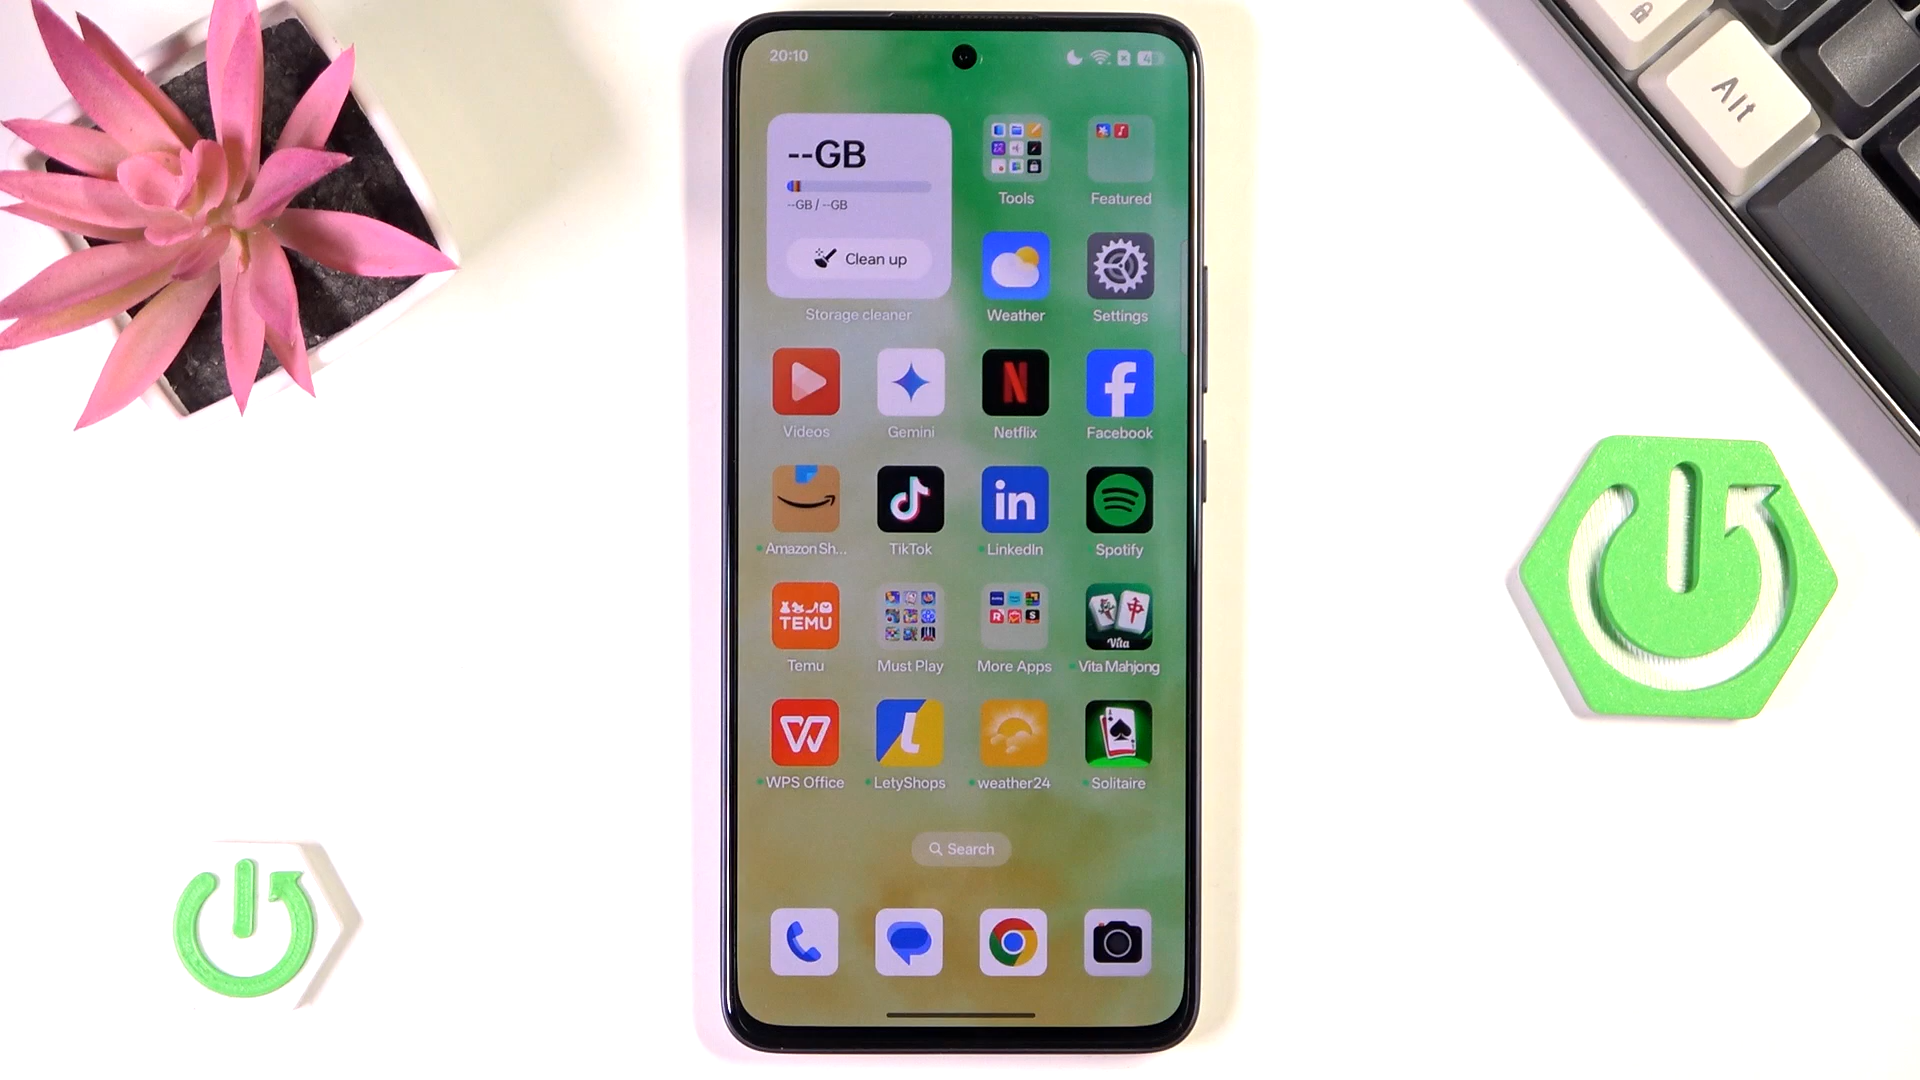 20:10
--GB
--GB / --GB
Clean up
Storage cleaner
Tools
Featured
Weather
Settings
Videos
Gemini
Netflix
Facebook
Amazon Sh...
TikTok
LinkedIn
Spotify
TEMU
Temu
Must Play
More Apps
Vita
Vita Mahjong
WPS Office
LetyShops
weather24
Solitaire
Search
Alt